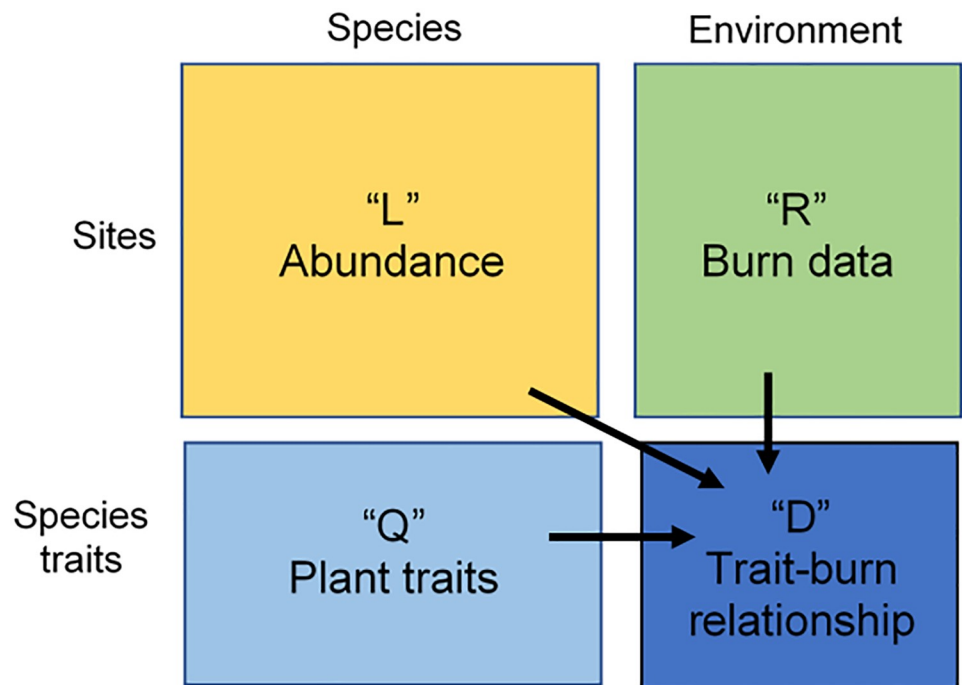 Species
Environment
Sites
“L”
Abundance
“R”
Burn data
Species
traits
“Q”
Plant traits
“D”
Trait-burn
relationship